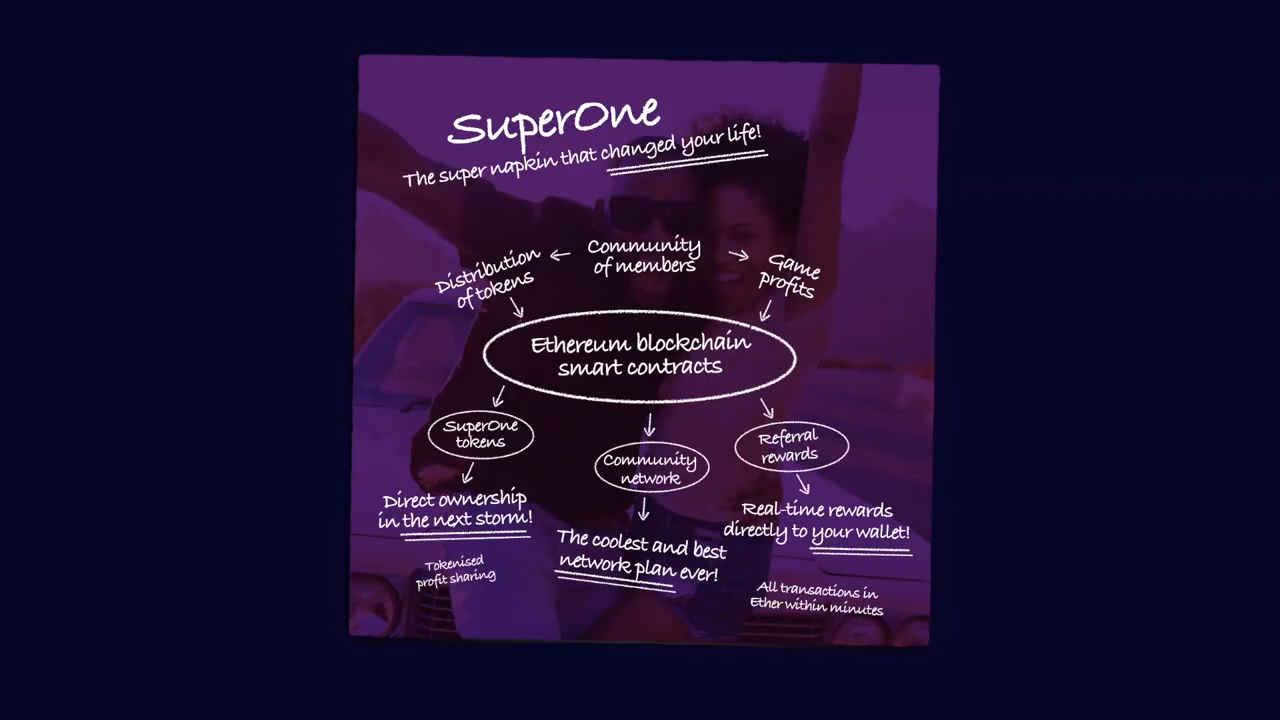 SuperOne
The super napkin that changed your life!
Community
of members
Distribution
of tokens
Game
profits
Ethereum blockchain
smart contracts
SuperOne
tokens
Community
network
Referral
rewards
Direct ownership
in the next storm!
Tokenised
profit sharing
The coolest and best
network plan ever!
Real-time rewards
directly to your wallet!
All transactions in
Ether within minutes